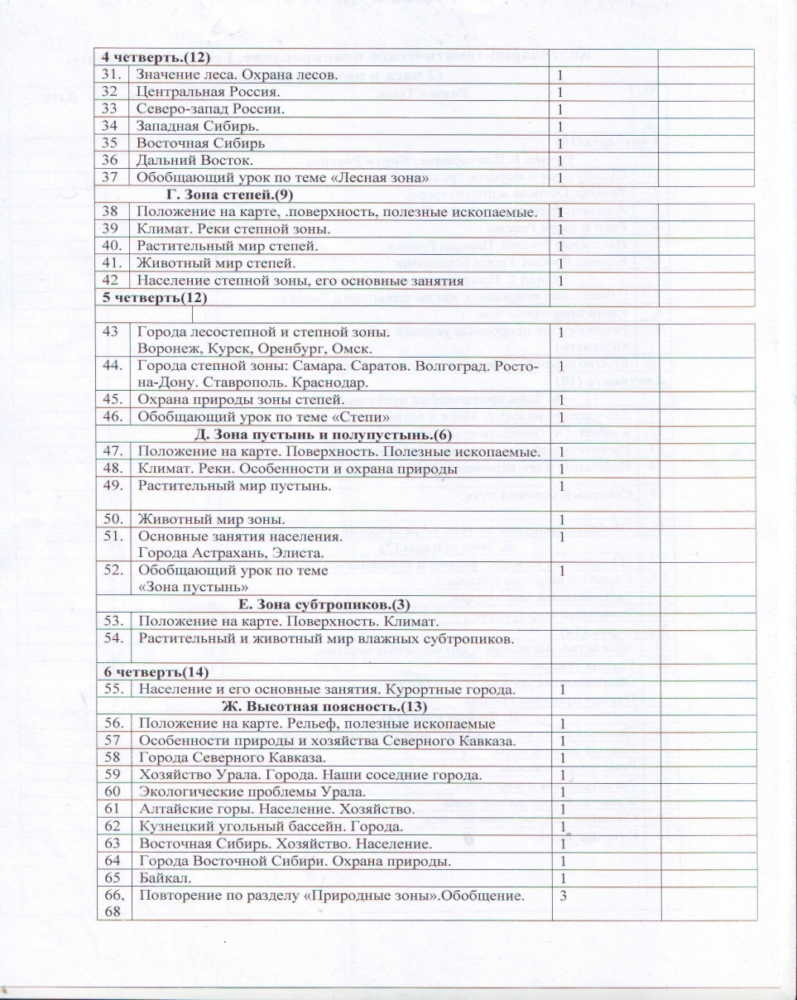 4 четверть.(12)
31. Значение леса. Охрана лесов. 1
32 Центральная Россия. 1
33 Северо-запад России. 1
34 Западная Сибирь. 1
35 Восточная Сибирь 1
36 Дальний Восток. 1
37 Обобщающий урок по теме «Лесная зона» 1
Г. Зона степей.(9)
38 Положение на карте, .поверхность, полезные ископаемые. 1
39 Климат. Реки степной зоны. 1
40. Растительный мир степей. 1
41. Животный мир степей. 1
42 Население степной зоны, его основные занятия 1
5 четверть(12)
43 Города лесостепной и степной зоны. 1
Воронеж, Курск, Оренбург, Омск.
44. Города степной зоны: Самара. Саратов. Волгоград. Росто- 1
на-Дону. Ставрополь. Краснодар.
45. Охрана природы зоны степей. 1
46. Обобщающий урок по теме «Степи» 1
Д. Зона пустынь и полупустынь.(6)
47. Положение на карте. Поверхность. Полезные ископаемые. 1
48. Климат. Реки. Особенности и охрана природы 1
49. Растительный мир пустынь. 1
50. Животный мир зоны. 1
51. Основные занятия населения. 1
Города Астрахань, Элиста.
52. Обобщающий урок по теме 1
«Зона пустынь»
Е. Зона субтропиков.(3)
53. Положение на карте. Поверхность. Климат. 1
54. Растительный и животный мир влажных субтропиков. 1
6 четверть(14)
55. Население и его основные занятия. Курортные города. 1
Ж. Высотная поясность.(13)
56. Положение на карте. Рельеф, полезные ископаемые 1
57 Особенности природы и хозяйства Северного Кавказа. 1
58 Города Северного Кавказа. 1
59 Хозяйство Урала. Города. Наши соседние города. 1
60 Экологические проблемы Урала. 1
61 Алтайские горы. Население. Хозяйство. 1
62 Кузнецкий угольный бассейн. Города. 1
63 Восточная Сибирь. Хозяйство. Население. 1
64 Города Восточной Сибири. Охрана природы. 1
65 Байкал. 1
66, Повторение по разделу «Природные зоны».Обобщение. 3
68